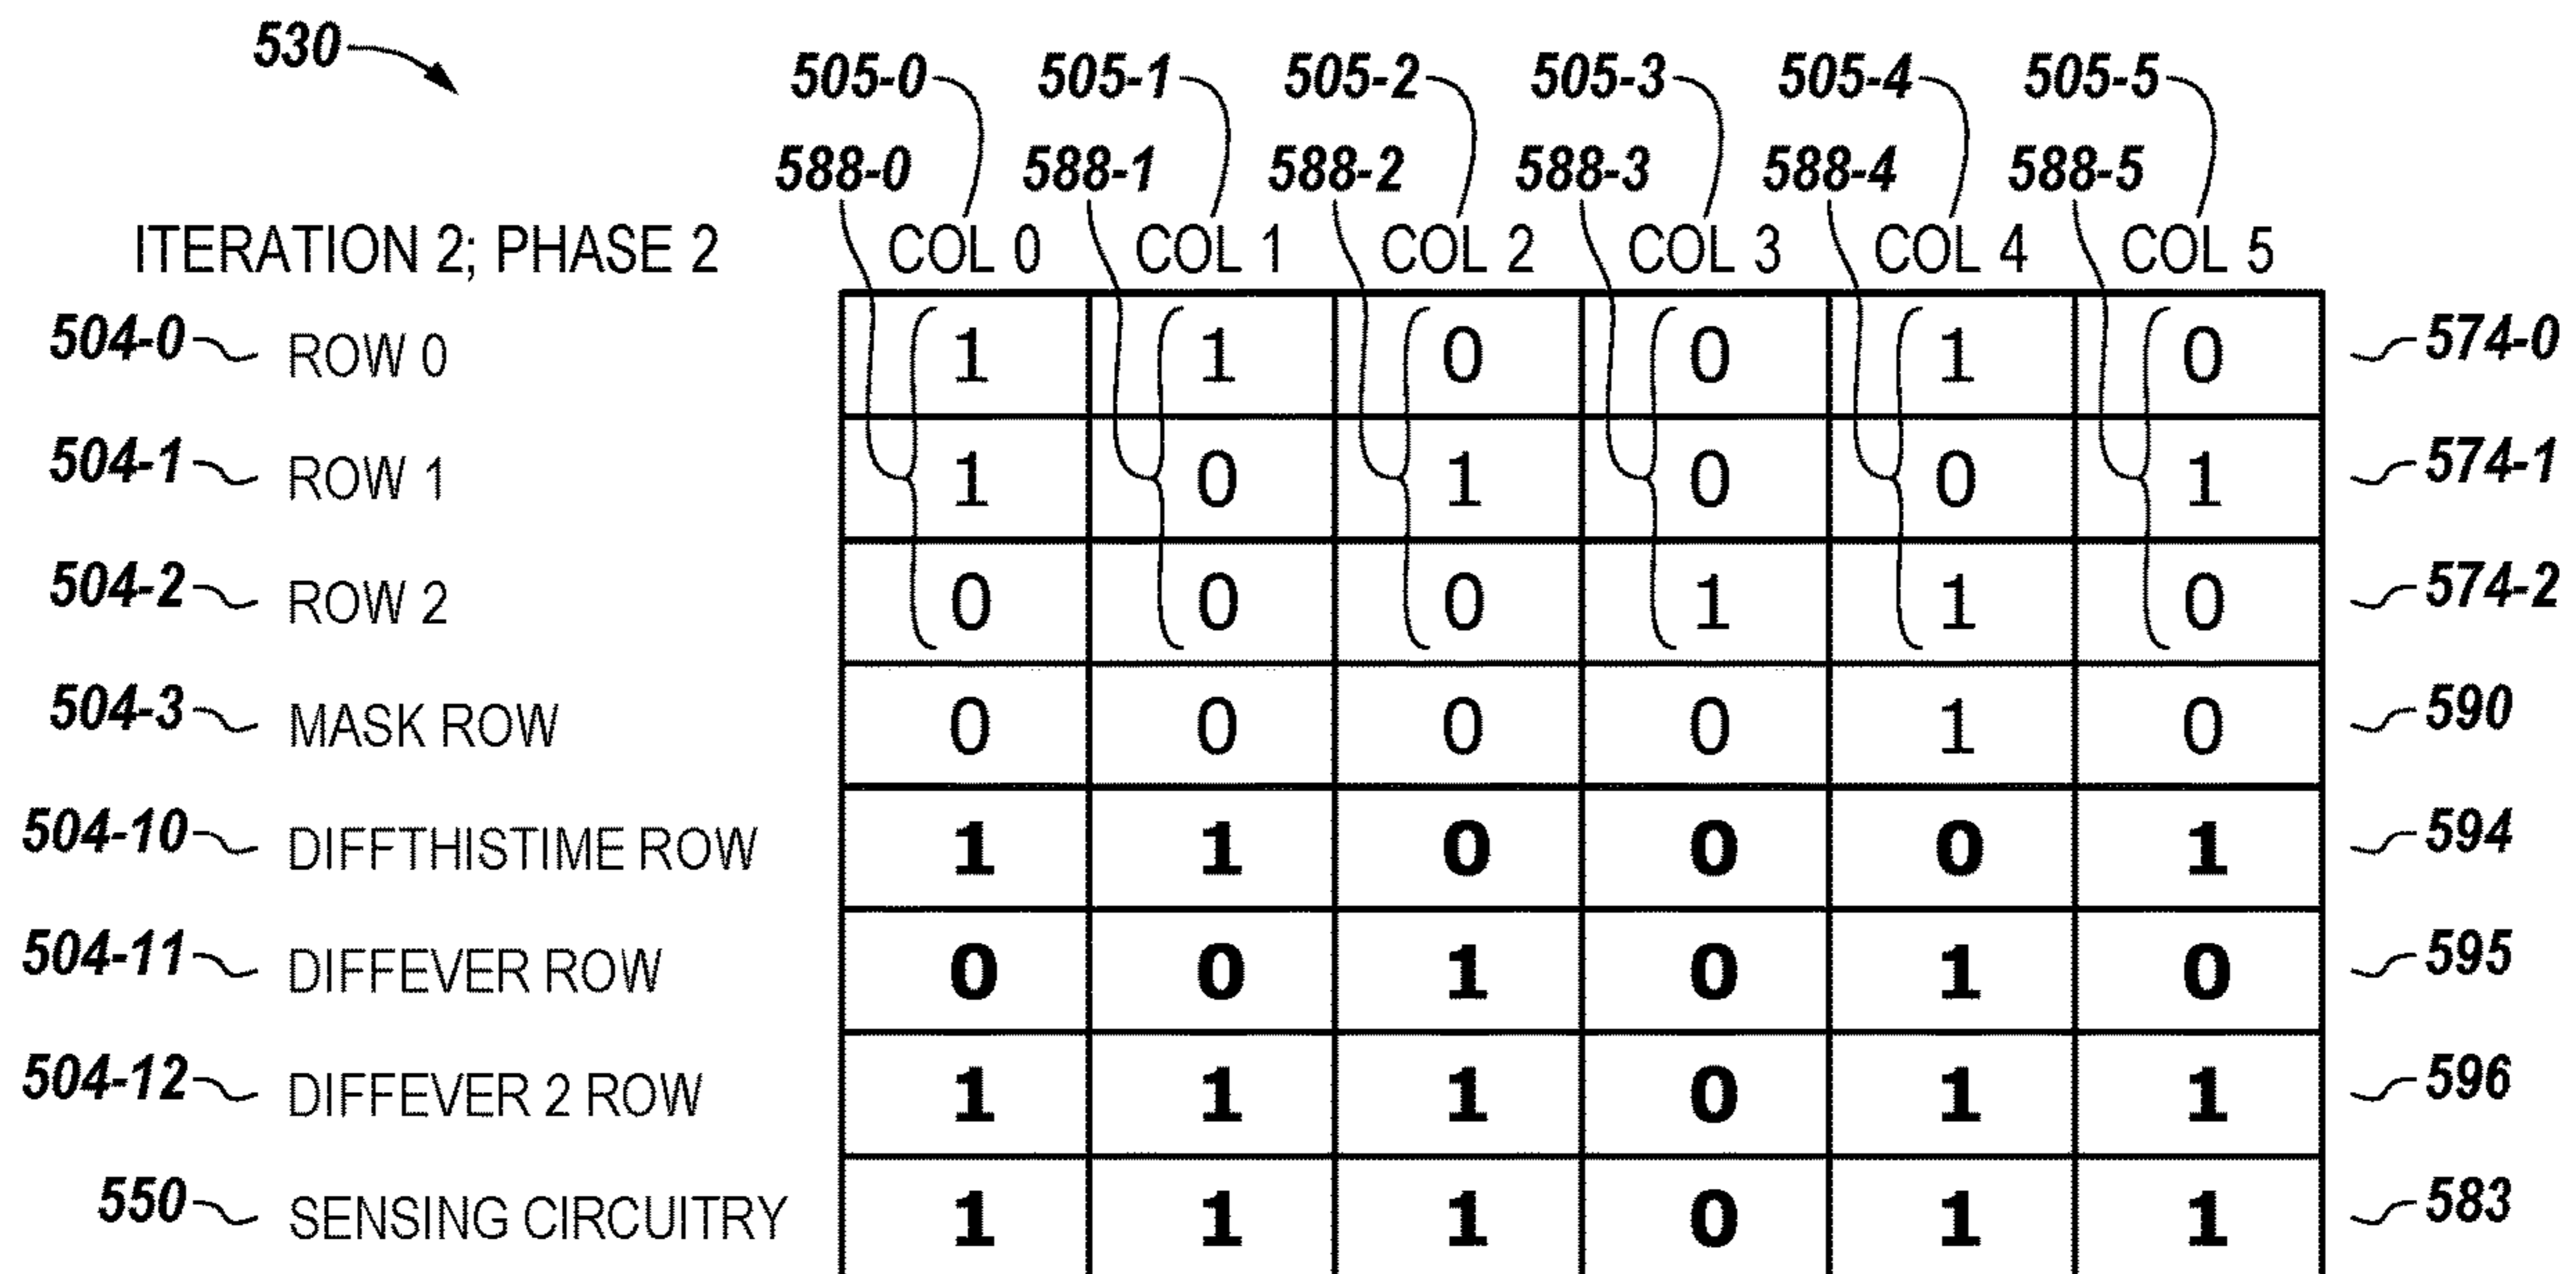 530
505-0 505-1 505-2 505-3 505-4 505-5
588-0 588-1 588-2 588-3 588-4 588-5
ITERATION 2; PHASE 2 COL 0 COL 1 COL 2 COL 3 COL 4 COL 5
504-0 ROW 0 1 1 0 0 1 0 574-0
504-1 ROW 1 1 0 1 0 0 1 574-1
504-2 ROW 2 0 0 0 1 1 0 574-2
504-3 MASK ROW 0 0 0 0 1 0 590
504-10 DIFFTHISTIME ROW 1 1 0 0 0 1 594
504-11 DIFFEVER ROW 0 0 1 0 1 0 595
504-12 DIFFEVER 2 ROW 1 1 1 0 1 1 596
550 SENSING CIRCUITRY 1 1 1 0 1 1 583